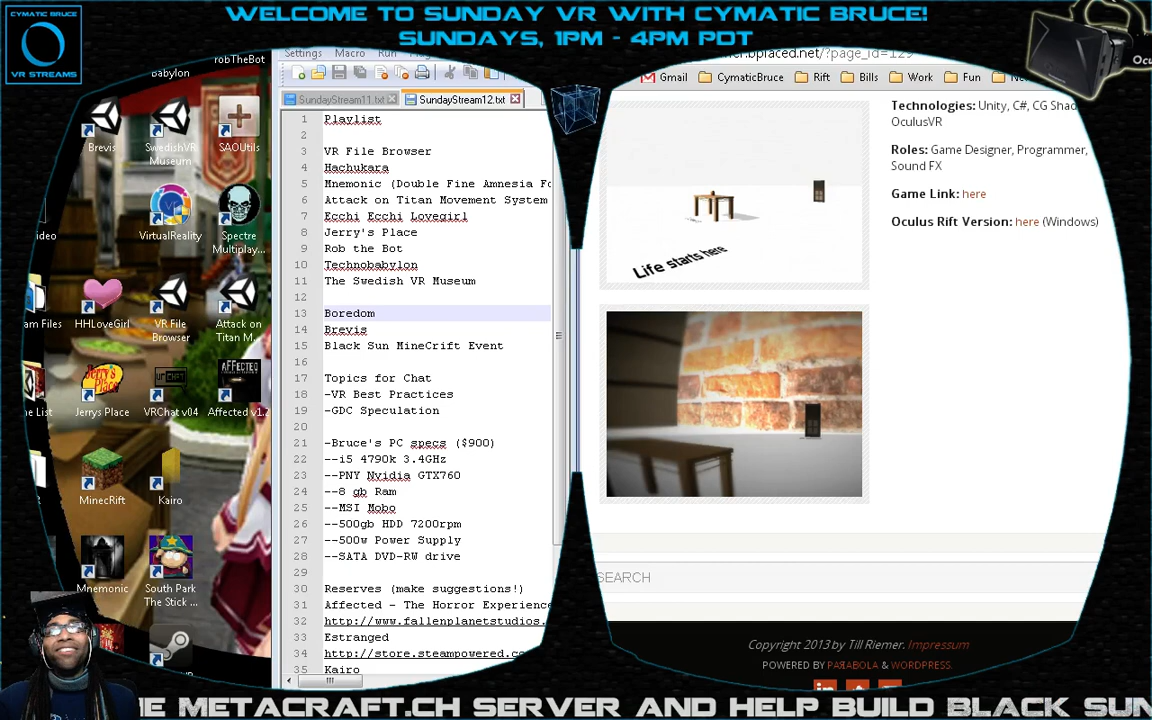 WELCOME TO SUNDAY VR WITH CYMATIC BRUCE!
SUNDAYS, 1PM - 4PM PDT
CYMATIC BRUCE
VR STREAMS
babylon
robTheBot
Brevis
SwedishVR
Museum
SAOUtils
VirtualReality
Spectre
Multiplay...
HHLoveGirl
VR File
Browser
Attack on
Titan M...
Jerrys Place
VRChat v04
Affected v1.2
MinecRift
Kairo
Mnemonic
South Park
The Stick ...
Settings Macro Run
SundayStream11.txt
SundayStream12.txt
1 Playlist
2
3 VR File Browser
4 Hachukara
5 Mnemonic (Double Fine Amnesia Fo
6 Attack on Titan Movement System
7 Ecchi Ecchi Lovegirl
8 Jerry's Place
9 Rob the Bot
10 Technobabylon
11 The Swedish VR Museum
12
13 Boredom
14 Brevis
15 Black Sun MineCrift Event
16
17 Topics for Chat
18 -VR Best Practices
19 -GDC Speculation
20
21 -Bruce's PC specs ($900)
22 --i5 4790k 3.4GHz
23 --PNY Nvidia GTX760
24 --8 gb Ram
25 --MSI Mobo
26 --500gb HDD 7200rpm
27 --500w Power Supply
28 --SATA DVD-RW drive
29
30 Reserves (make suggestions!)
31 Affected - The Horror Experience
32 http://www.fallenplanetstudios.
33 Estranged
34 http://store.steampowered.co
35 Kairo
.bplaced.net/?page_id=129
Gmail CymaticBruce Rift Bills Work Fun
Technologies: Unity, C#, CG Shad
OculusVR
Roles: Game Designer, Programmer,
Sound FX
Game Link: here
Oculus Rift Version: here (Windows)
Life starts here
SEARCH
Copyright 2013 by Till Riemer. Impressum
POWERED BY PARABOLA & WORDPRESS.
HE METACRAFT.CH SERVER AND HELP BUILD BLACK SUN